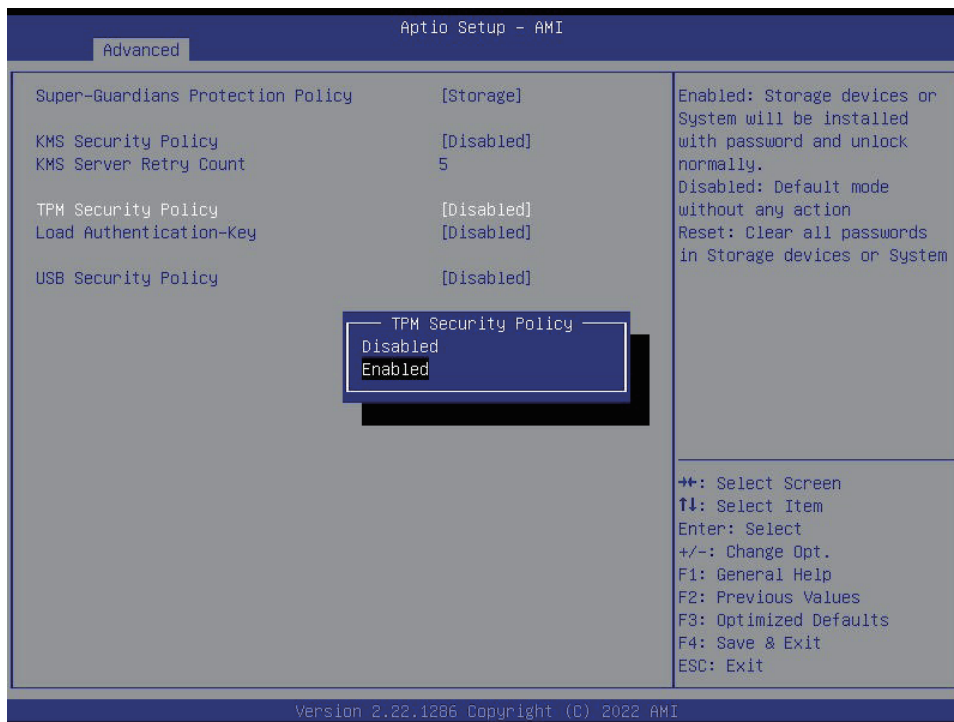 Aptio Setup – AMI
Advanced
Super-Guardians Protection Policy [Storage]
KMS Security Policy [Disabled]
KMS Server Retry Count 5
TPM Security Policy [Disabled]
Load Authentication-Key [Disabled]
USB Security Policy [Disabled]
TPM Security Policy
Disabled
Enabled
Enabled: Storage devices or
System will be installed
with password and unlock
normally.
Disabled: Default mode
without any action
Reset: Clear all passwords
in Storage devices or System
→←: Select Screen
↑↓: Select Item
Enter: Select
+/-: Change Opt.
F1: General Help
F2: Previous Values
F3: Optimized Defaults
F4: Save & Exit
ESC: Exit
Version 2.22.1286 Copyright (C) 2022 AMI